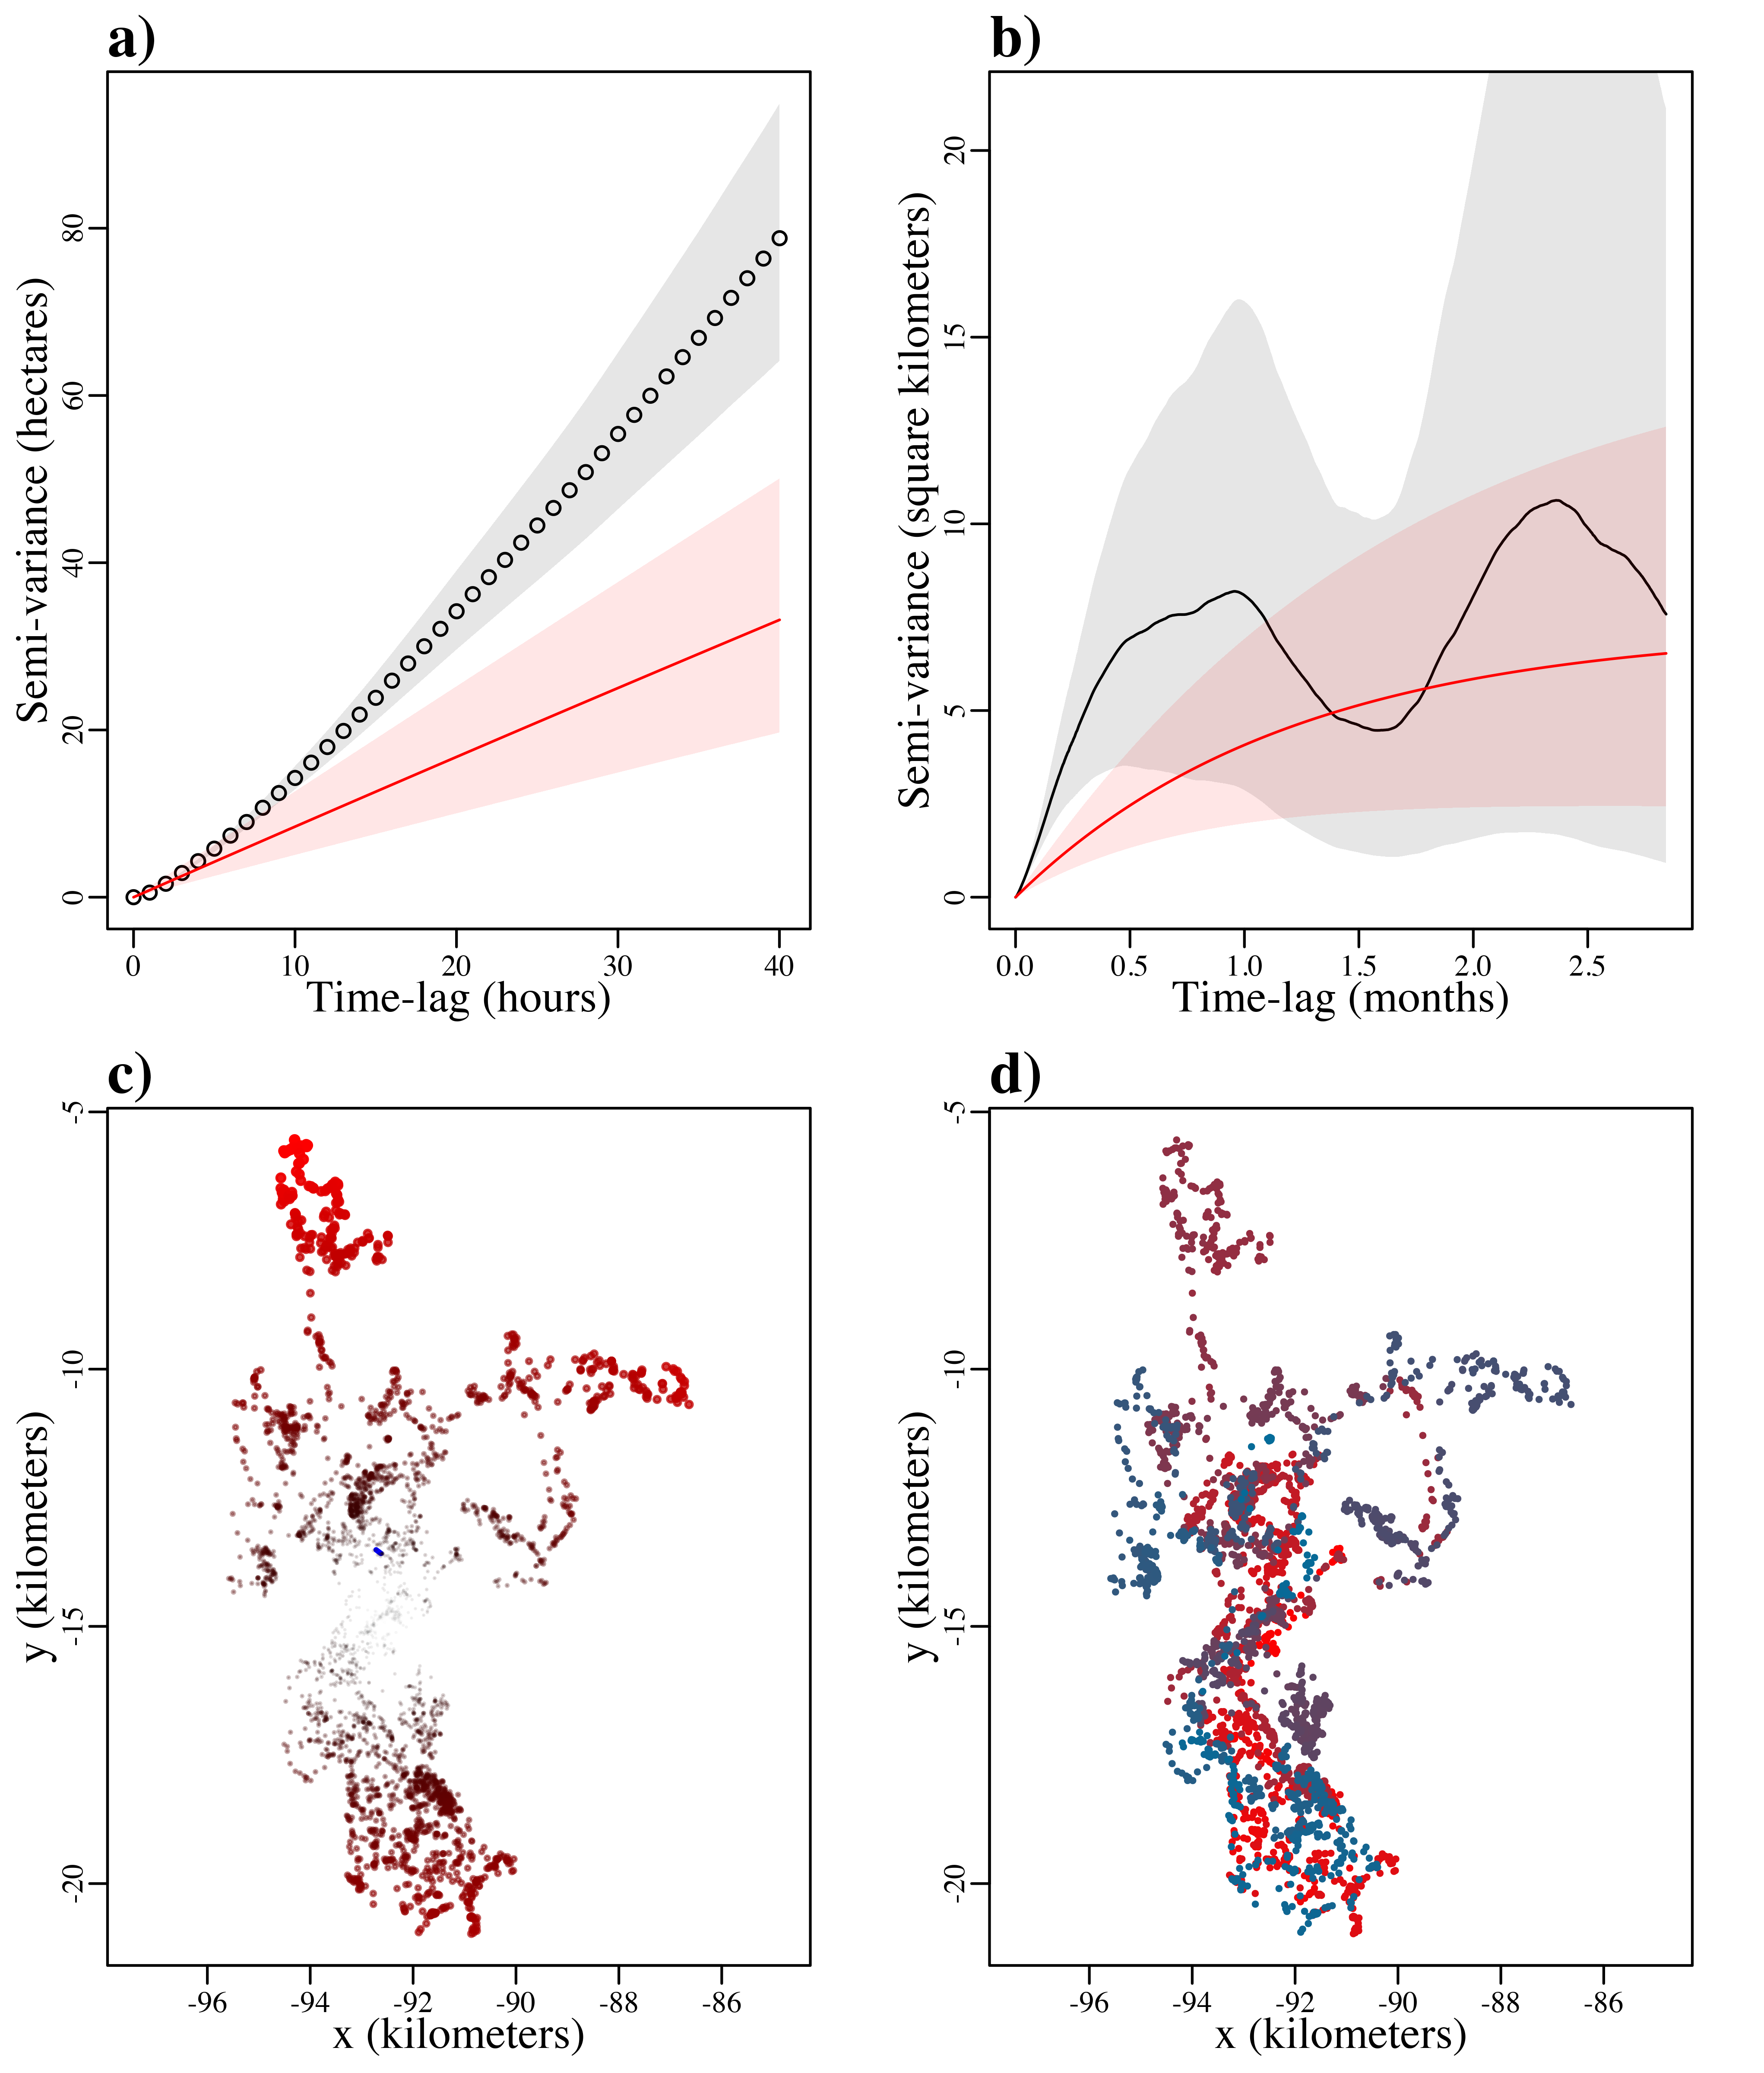 a)
Semi-variance (hectares)
0 20 40 60 80
0 10 20 30 40
Time-lag (hours)
b)
Semi-variance (square kilometers)
0 5 10 15 20
0.0 0.5 1.0 1.5 2.0 2.5
Time-lag (months)
c)
y (kilometers)
-20 -15 -10 -5
-96 -94 -92 -90 -88 -86
x (kilometers)
d)
y (kilometers)
-20 -15 -10 -5
-96 -94 -92 -90 -88 -86
x (kilometers)